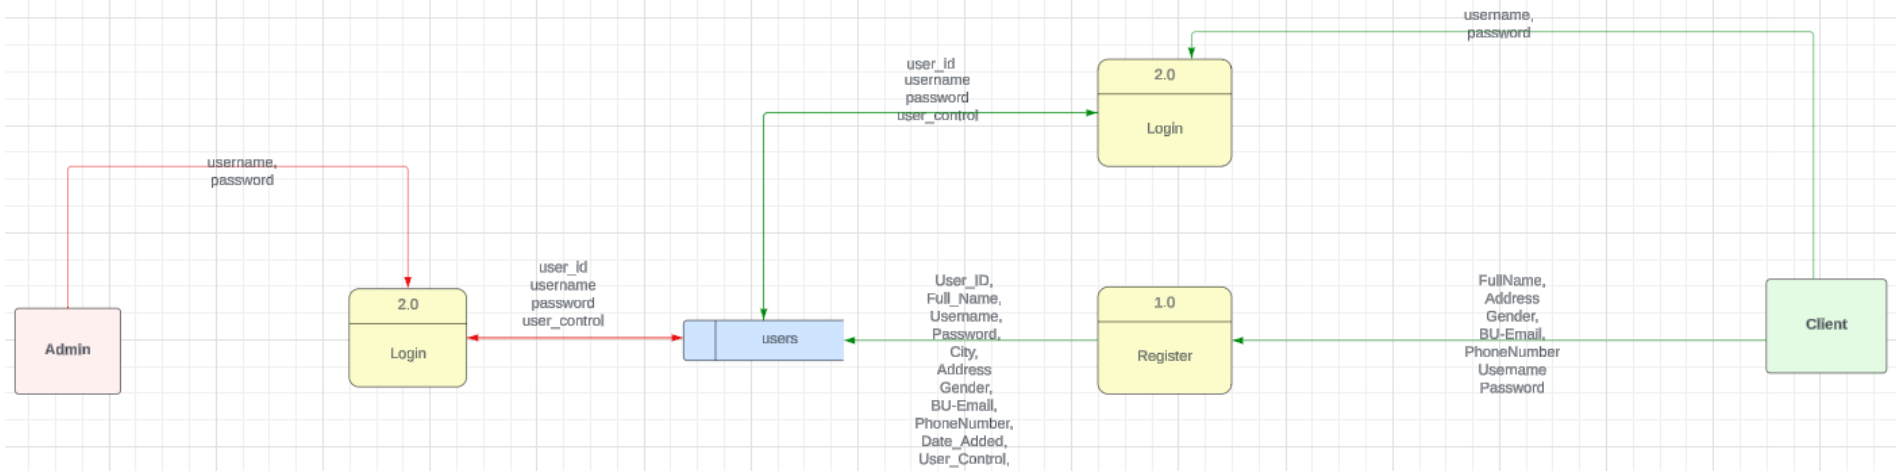 username,
password
user_id
username
password
user_control
2.0
Login
username,
password
user_id
username
password
user_control
2.0
Login
Admin
users
User_ID,
Full_Name,
Username,
Password,
City,
Address
Gender,
BU-Email,
PhoneNumber,
Date_Added,
User_Control,
1.0
Register
FullName,
Address
Gender,
BU-Email,
PhoneNumber
Username
Password
Client